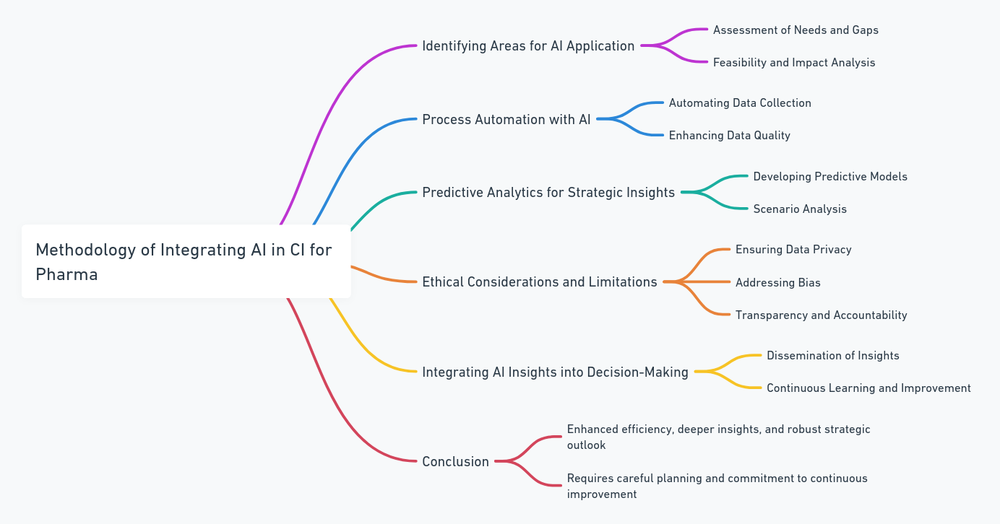 Methodology of Integrating AI in CI for
Pharma
Identifying Areas for AI Application
Assessment of Needs and Gaps
Feasibility and Impact Analysis
Process Automation with AI
Automating Data Collection
Enhancing Data Quality
Predictive Analytics for Strategic Insights
Developing Predictive Models
Scenario Analysis
Ethical Considerations and Limitations
Ensuring Data Privacy
Addressing Bias
Transparency and Accountability
Integrating AI Insights into Decision-Making
Dissemination of Insights
Continuous Learning and Improvement
Conclusion
Enhanced efficiency, deeper insights, and robust strategic
outlook
Requires careful planning and commitment to continuous
improvement